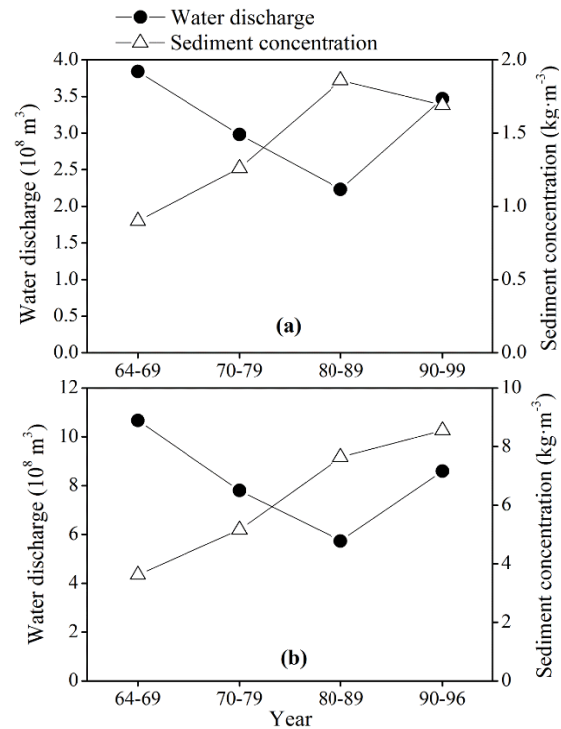 Water discharge
Sediment concentration
4.0
3.5
3.0
2.5
2.0
1.5
1.0
0.5
0.0
Water discharge (10⁸ m³)
2.0
1.5
1.0
0.5
0.0
Sediment concentration (kg·m⁻³)
(a)
64-69 70-79 80-89 90-99
12
10
8
6
4
2
0
Water discharge (10⁸ m³)
10
8
6
4
2
0
Sediment concentration (kg·m⁻³)
(b)
64-69 70-79 80-89 90-96
Year